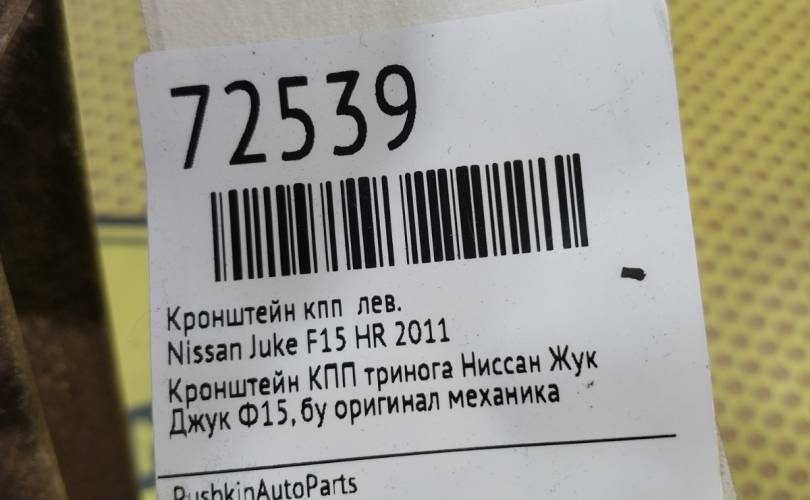 72539
Кронштейн кпп лев.
Nissan Juke F15 HR 2011
Кронштейн КПП тринога Ниссан Жук
Джук Ф15, бу оригинал механика
PushkinAutoParts